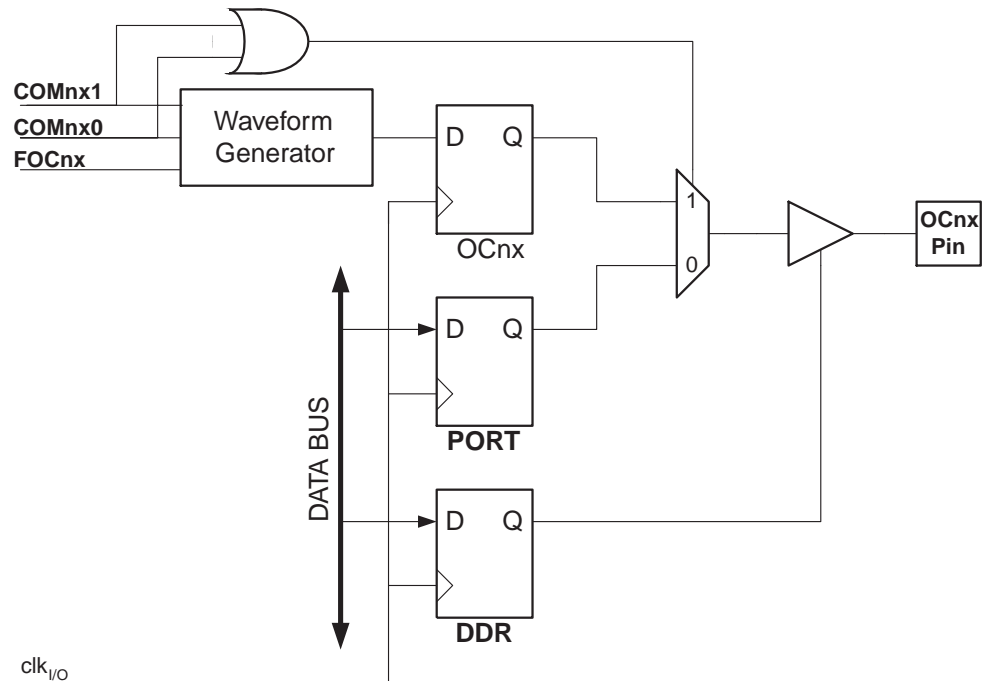 COMnx1
COMnx0
FOCnx
Waveform
Generator
D Q
OCnx
1
0
OCnx
Pin
D Q
PORT
DATA BUS
D Q
DDR
clkI/O